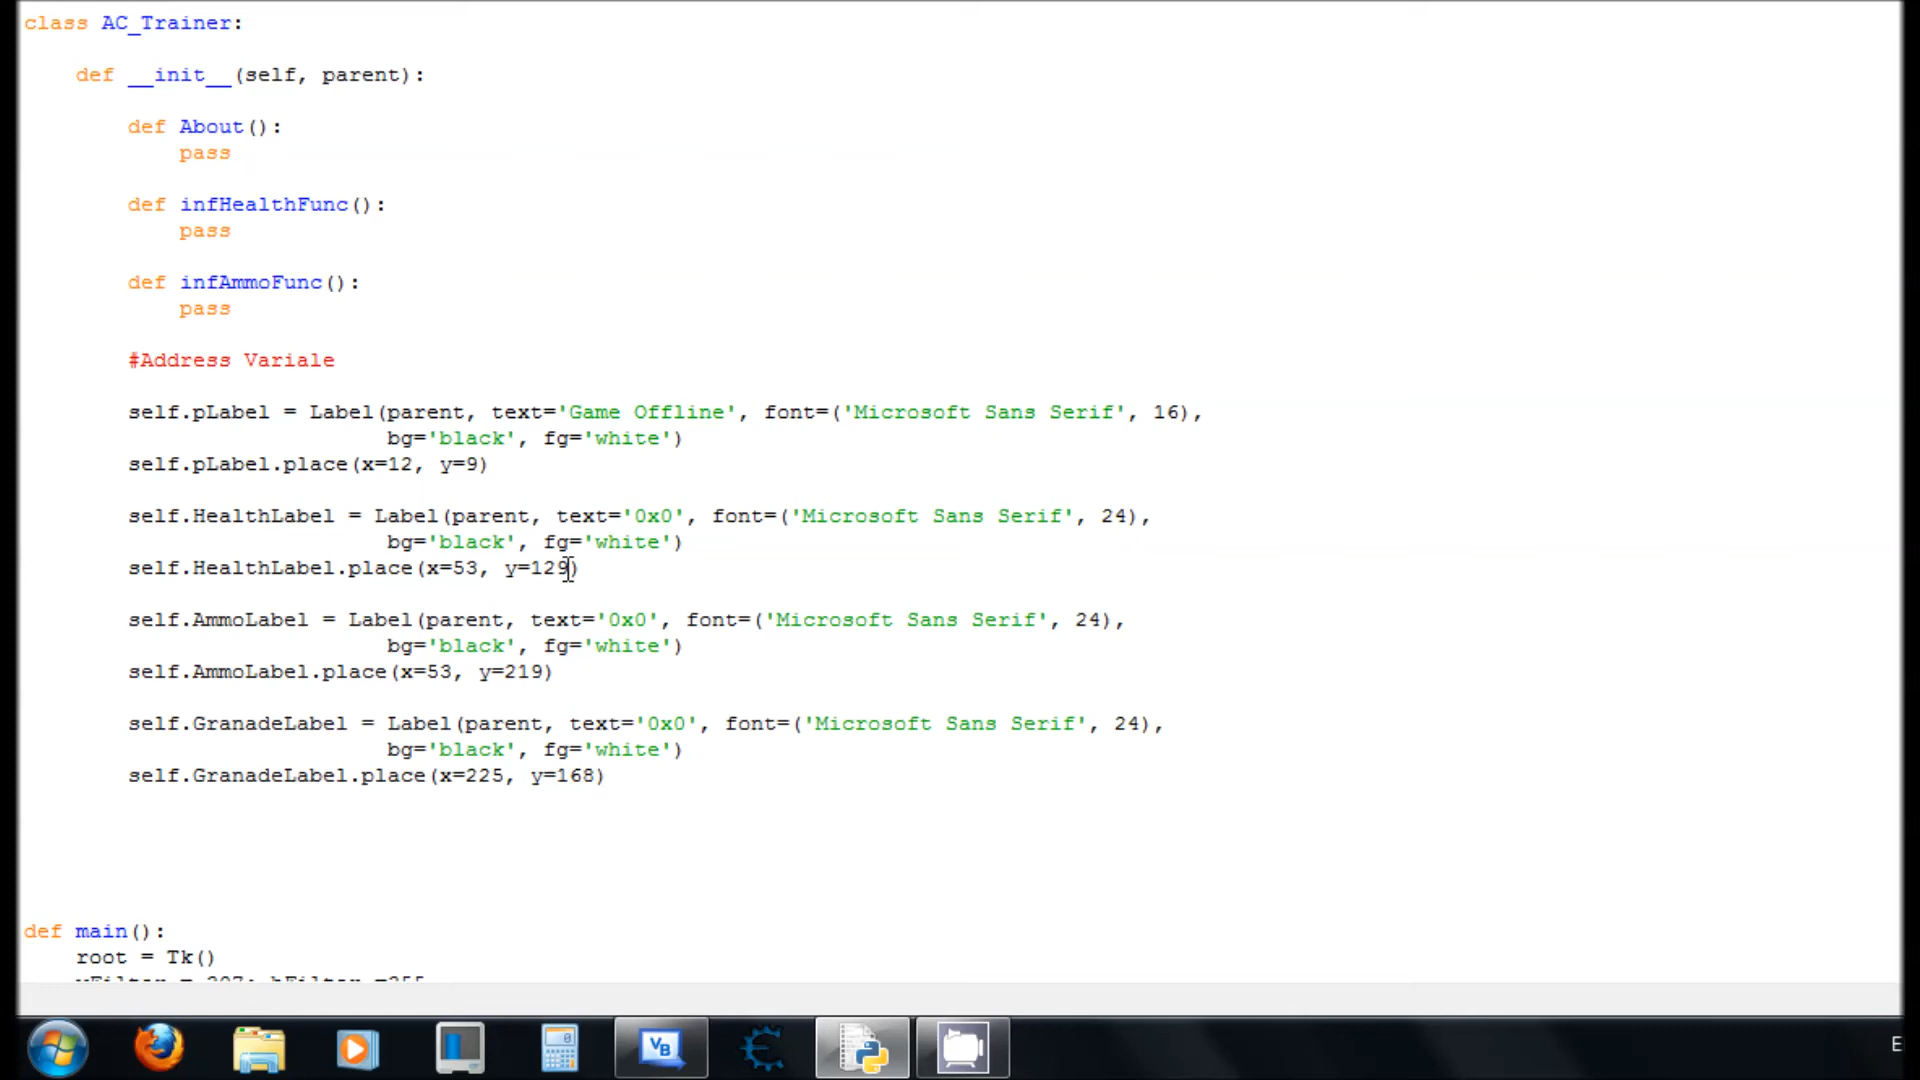 class AC_Trainer:
def __init__(self, parent):
def About():
pass
def infHealthFunc():
pass
def infAmmoFunc():
pass
#Address Variale
self.pLabel = Label(parent, text='Game Offline', font=('Microsoft Sans Serif', 16),
bg='black', fg='white')
self.pLabel.place(x=12, y=9)
self.HealthLabel = Label(parent, text='0x0', font=('Microsoft Sans Serif', 24),
bg='black', fg='white')
self.HealthLabel.place(x=53, y=129)
self.AmmoLabel = Label(parent, text='0x0', font=('Microsoft Sans Serif', 24),
bg='black', fg='white')
self.AmmoLabel.place(x=53, y=219)
self.GranadeLabel = Label(parent, text='0x0', font=('Microsoft Sans Serif', 24),
bg='black', fg='white')
self.GranadeLabel.place(x=225, y=168)
def main():
root = Tk()
VB
E